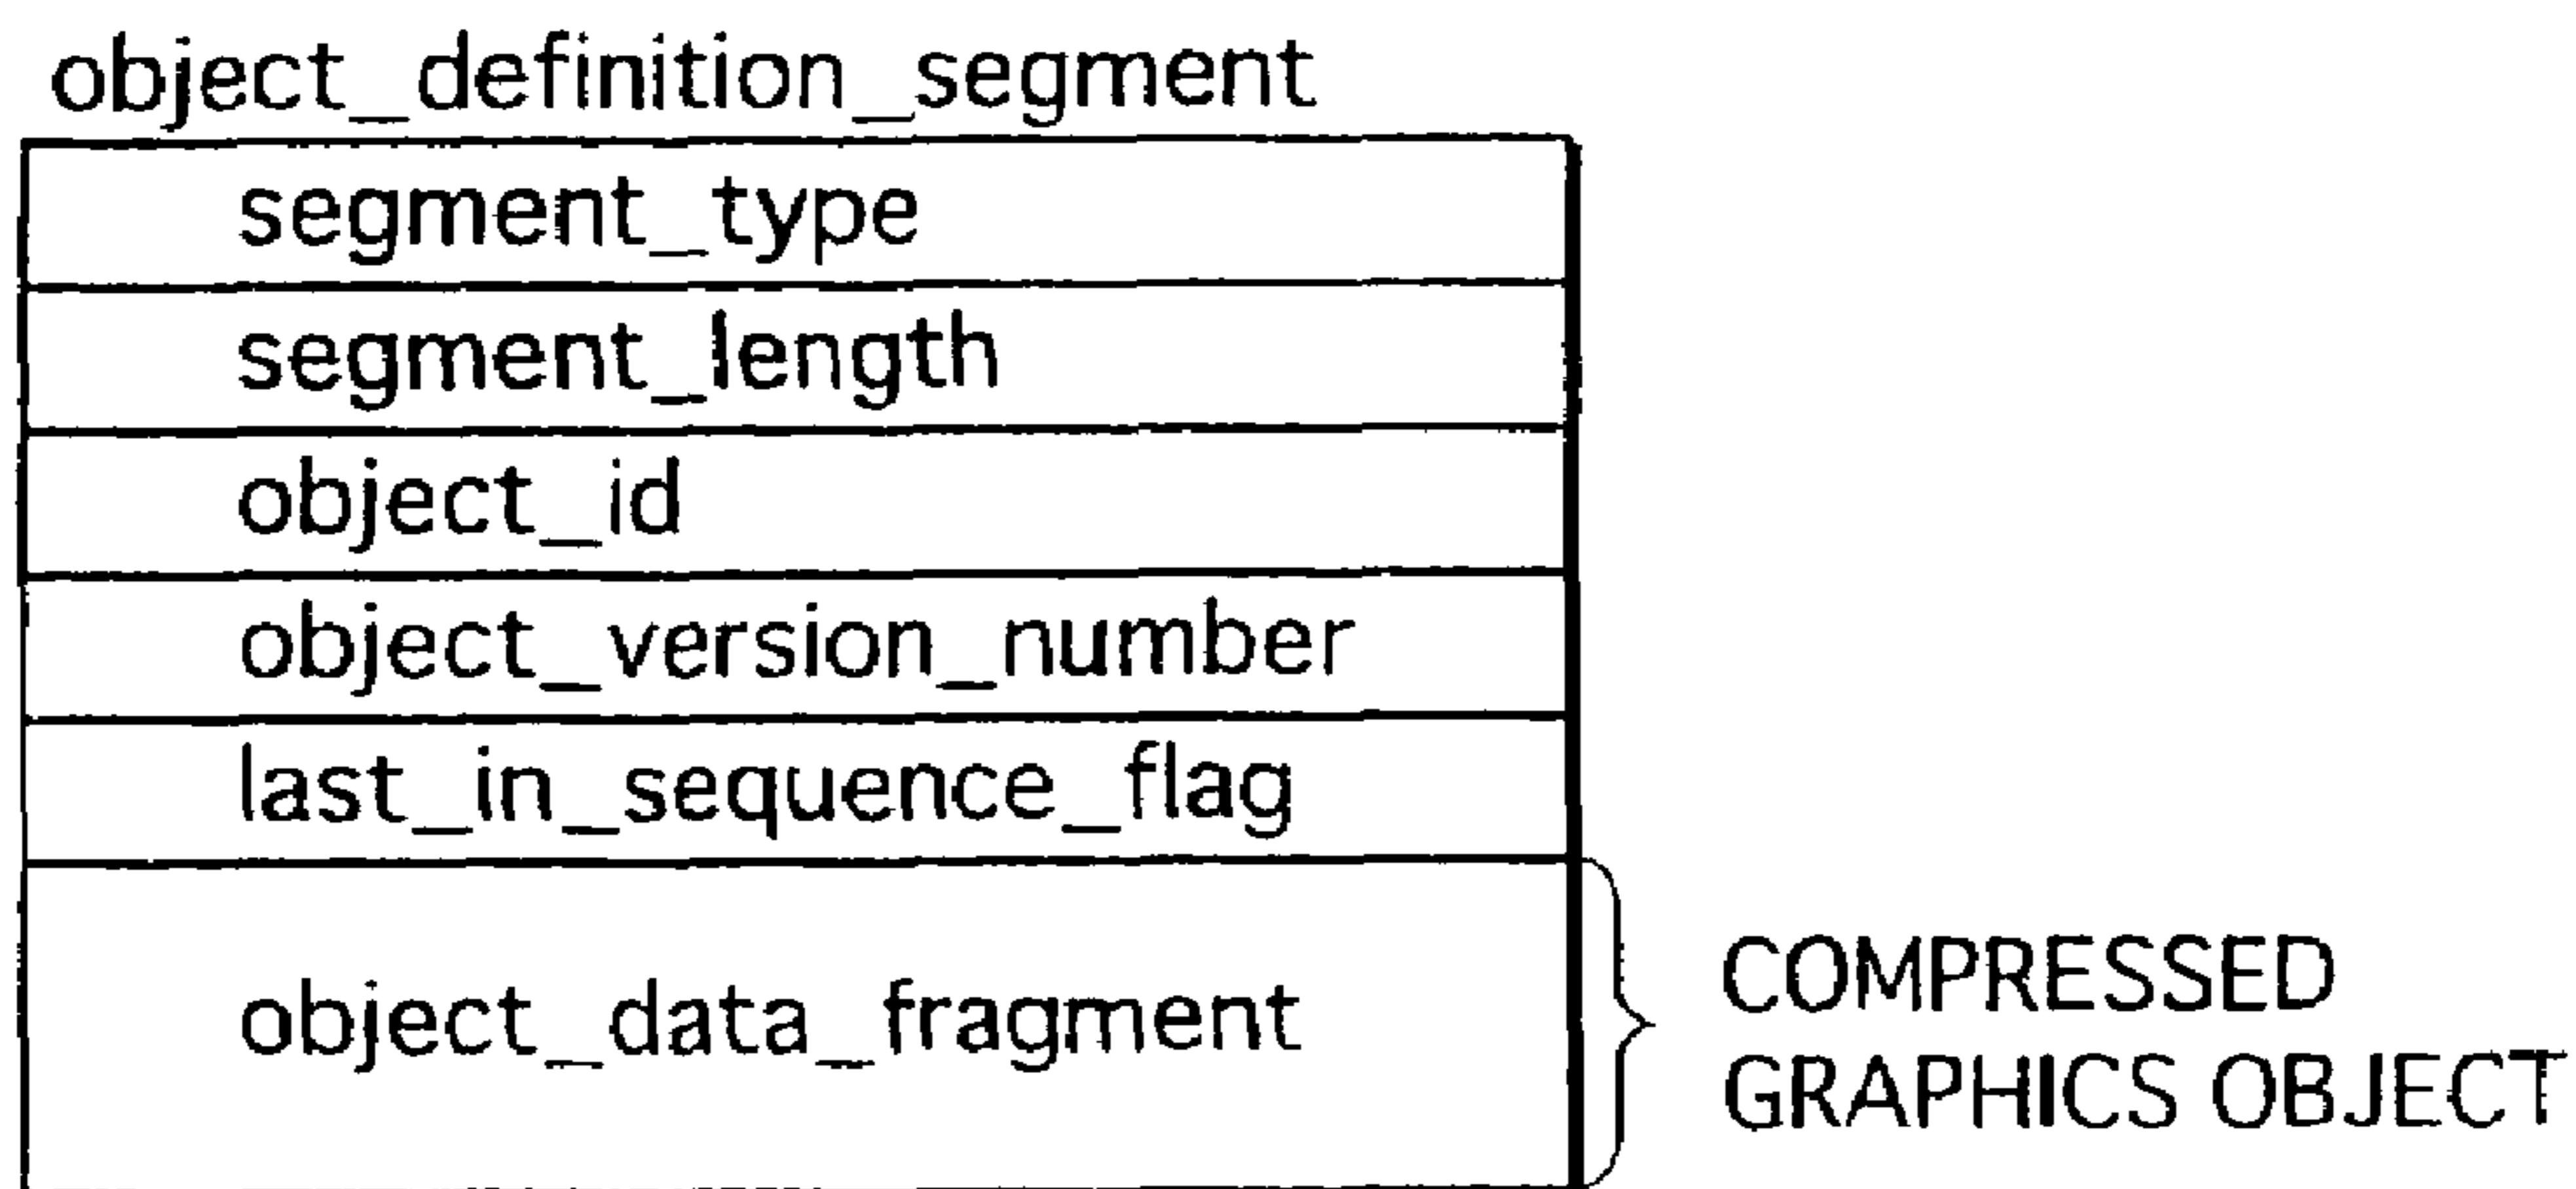 object_definition_segment
segment_type
segment_length
object_id
object_version_number
last_in_sequence_flag
object_data_fragment
COMPRESSED
GRAPHICS OBJECT